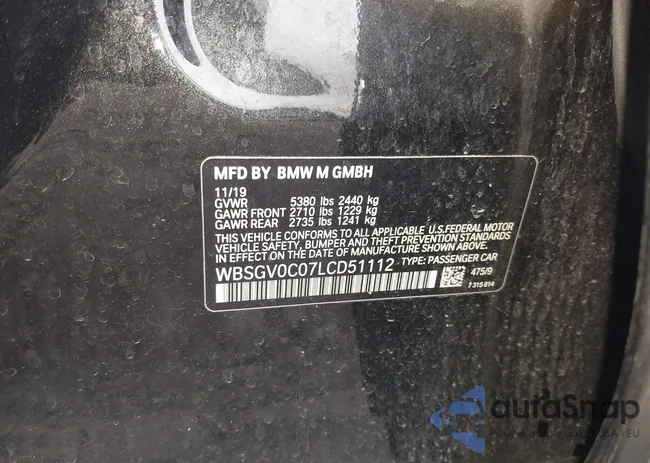 MFD BY BMW M GMBH
11/19
GVWR 5380 lbs 2440 kg
GAWR FRONT 2710 lbs 1229 kg
GAWR REAR 2735 lbs 1241 kg
THIS VEHICLE CONFORMS TO ALL APPLICABLE U.S.FEDERAL MOTOR
VEHICLE SAFETY, BUMPER AND THEFT PREVENTION STANDARDS
IN EFFECT ON THE DATE OF MANUFACTURE SHOWN ABOVE.
WBSGV0C07LCD51112 TYPE: PASSENGER CAR
475/9
7 315 814
autoSnap